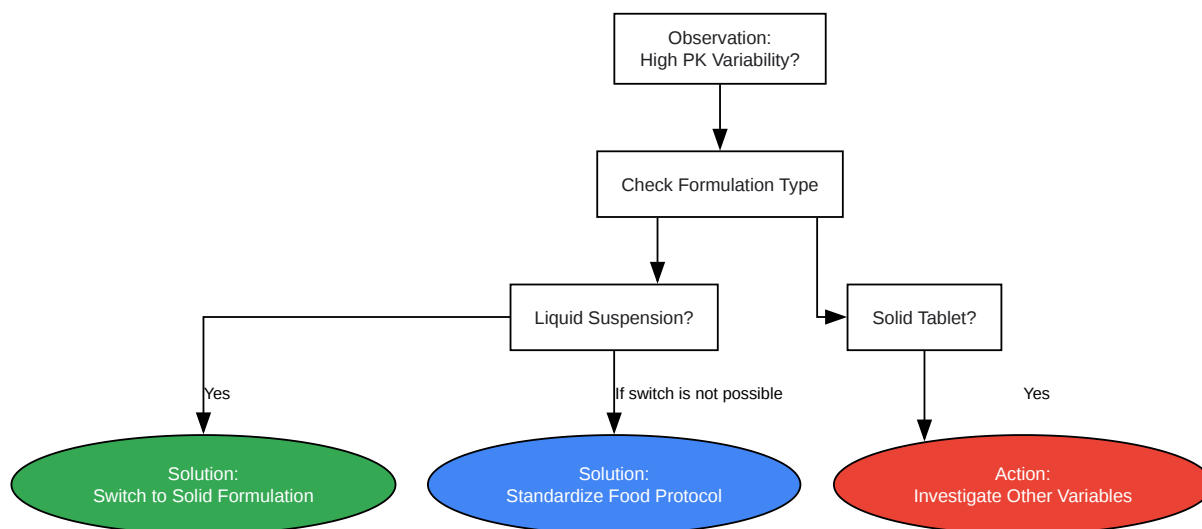 Observation:
High PK Variability?
Check Formulation Type
Liquid Suspension?
Solid Tablet?
Yes
If switch is not possible
Yes
Solution:
Switch to Solid Formulation
Solution:
Standardize Food Protocol
Action:
Investigate Other Variables